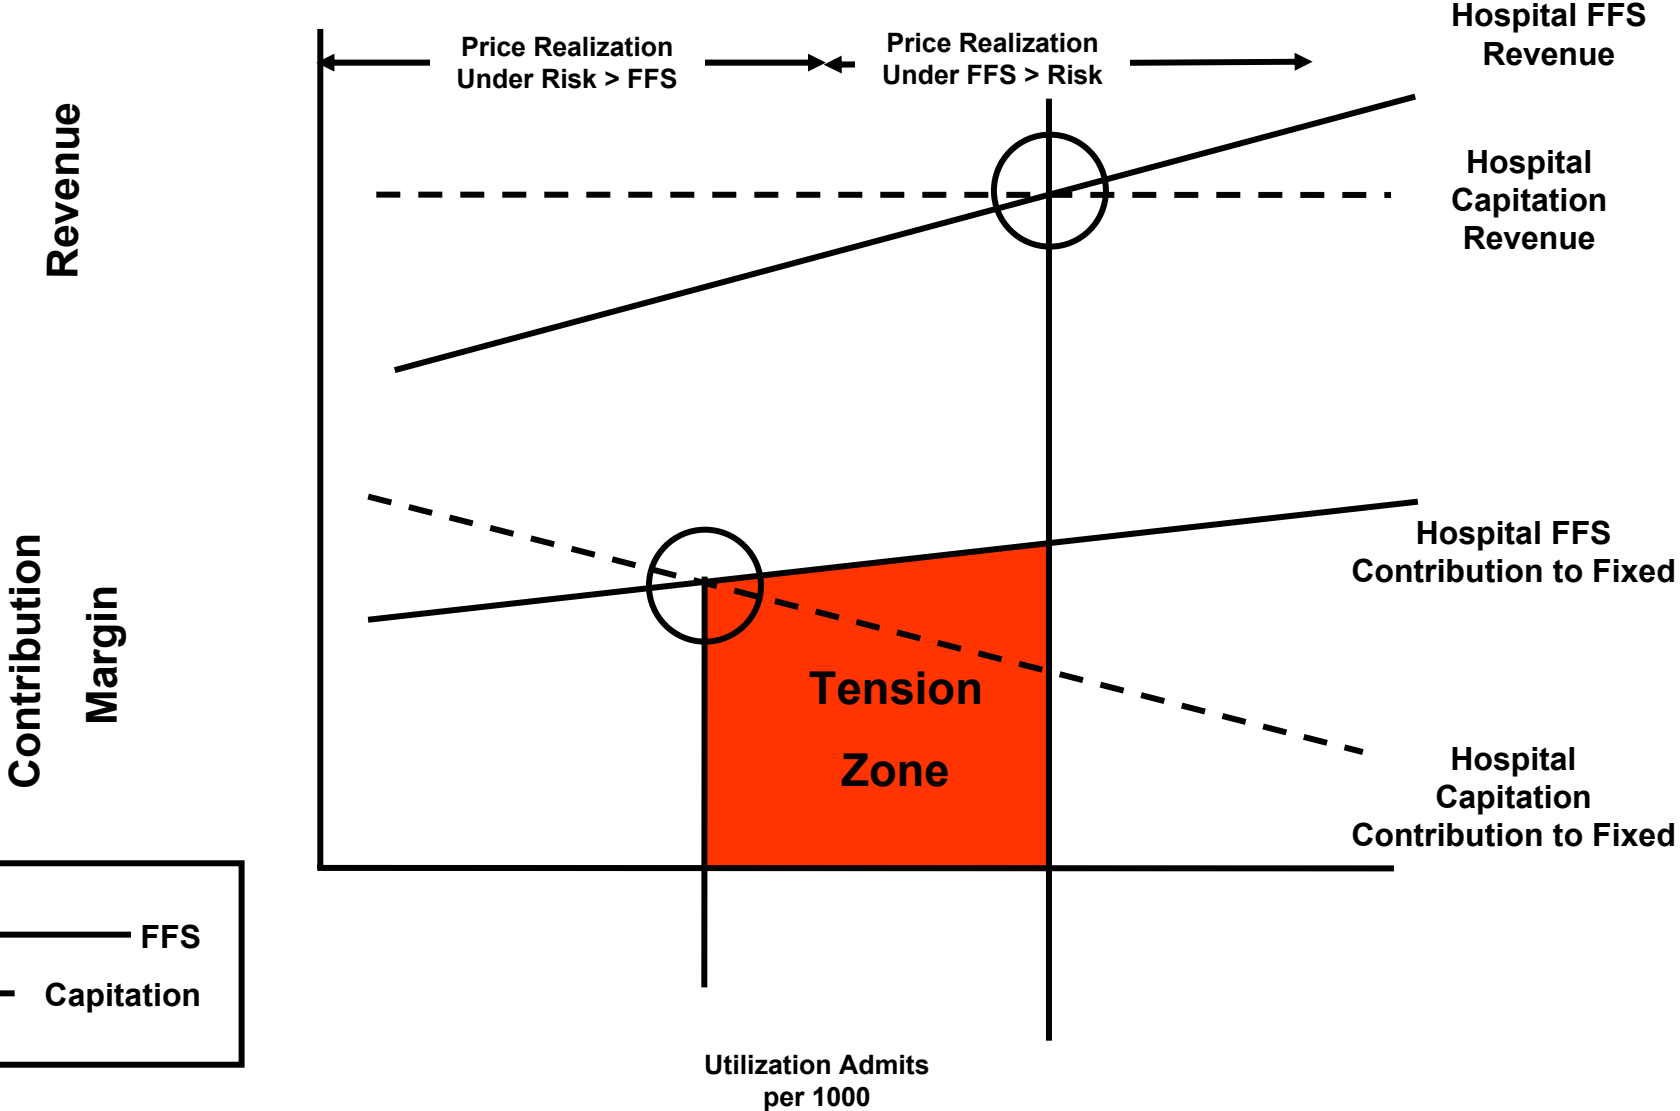 Hospital FFS
Revenue
Price Realization
Under Risk > FFS
Price Realization
Under FFS > Risk
Revenue
Hospital
Capitation
Revenue
Contribution
Margin
Hospital FFS
Contribution to Fixed
Tension
Zone
Hospital
Capitation
Contribution to Fixed
FFS
Capitation
Utilization Admits
per 1000